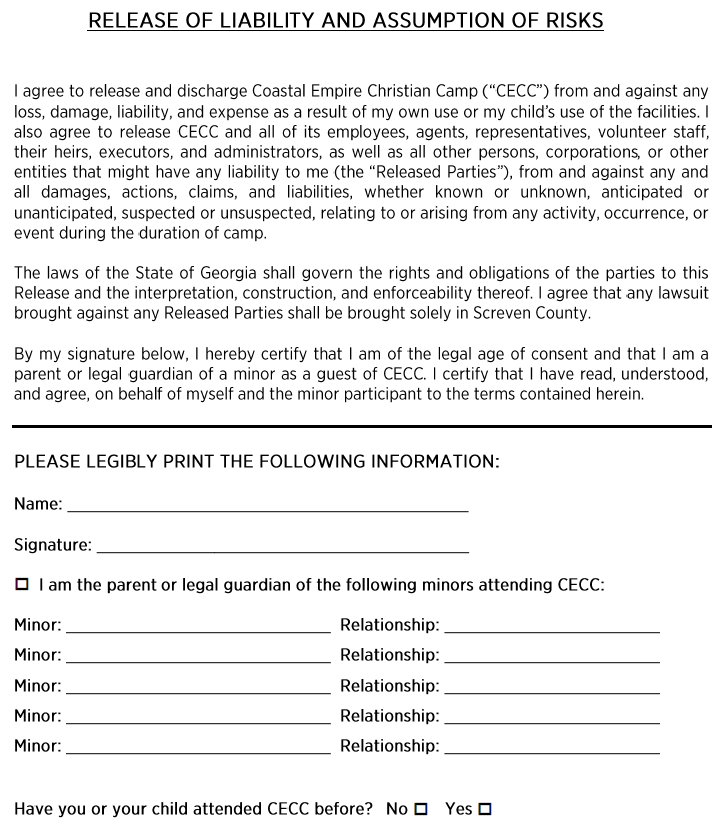 RELEASE OF LIABILITY AND ASSUMPTION OF RISKS
I agree to release and discharge Coastal Empire Christian Camp (“CECC”) from and against any
loss, damage, liability, and expense as a result of my own use or my child’s use of the facilities. I
also agree to release CECC and all of its employees, agents, representatives, volunteer staff,
their heirs, executors, and administrators, as well as all other persons, corporations, or other
entities that might have any liability to me (the “Released Parties”), from and against any and
all damages, actions, claims, and liabilities, whether known or unknown, anticipated or
unanticipated, suspected or unsuspected, relating to or arising from any activity, occurrence, or
event during the duration of camp.
The laws of the State of Georgia shall govern the rights and obligations of the parties to this
Release and the interpretation, construction, and enforceability thereof. I agree that any lawsuit
brought against any Released Parties shall be brought solely in Screven County.
By my signature below, I hereby certify that I am of the legal age of consent and that I am a
parent or legal guardian of a minor as a guest of CECC. I certify that I have read, understood,
and agree, on behalf of myself and the minor participant to the terms contained herein.
PLEASE LEGIBLY PRINT THE FOLLOWING INFORMATION:
Name:
Signature:
I am the parent or legal guardian of the following minors attending CECC:
Minor: Relationship:
Minor: Relationship:
Minor: Relationship:
Minor: Relationship:
Minor: Relationship:
Have you or your child attended CECC before? No Yes